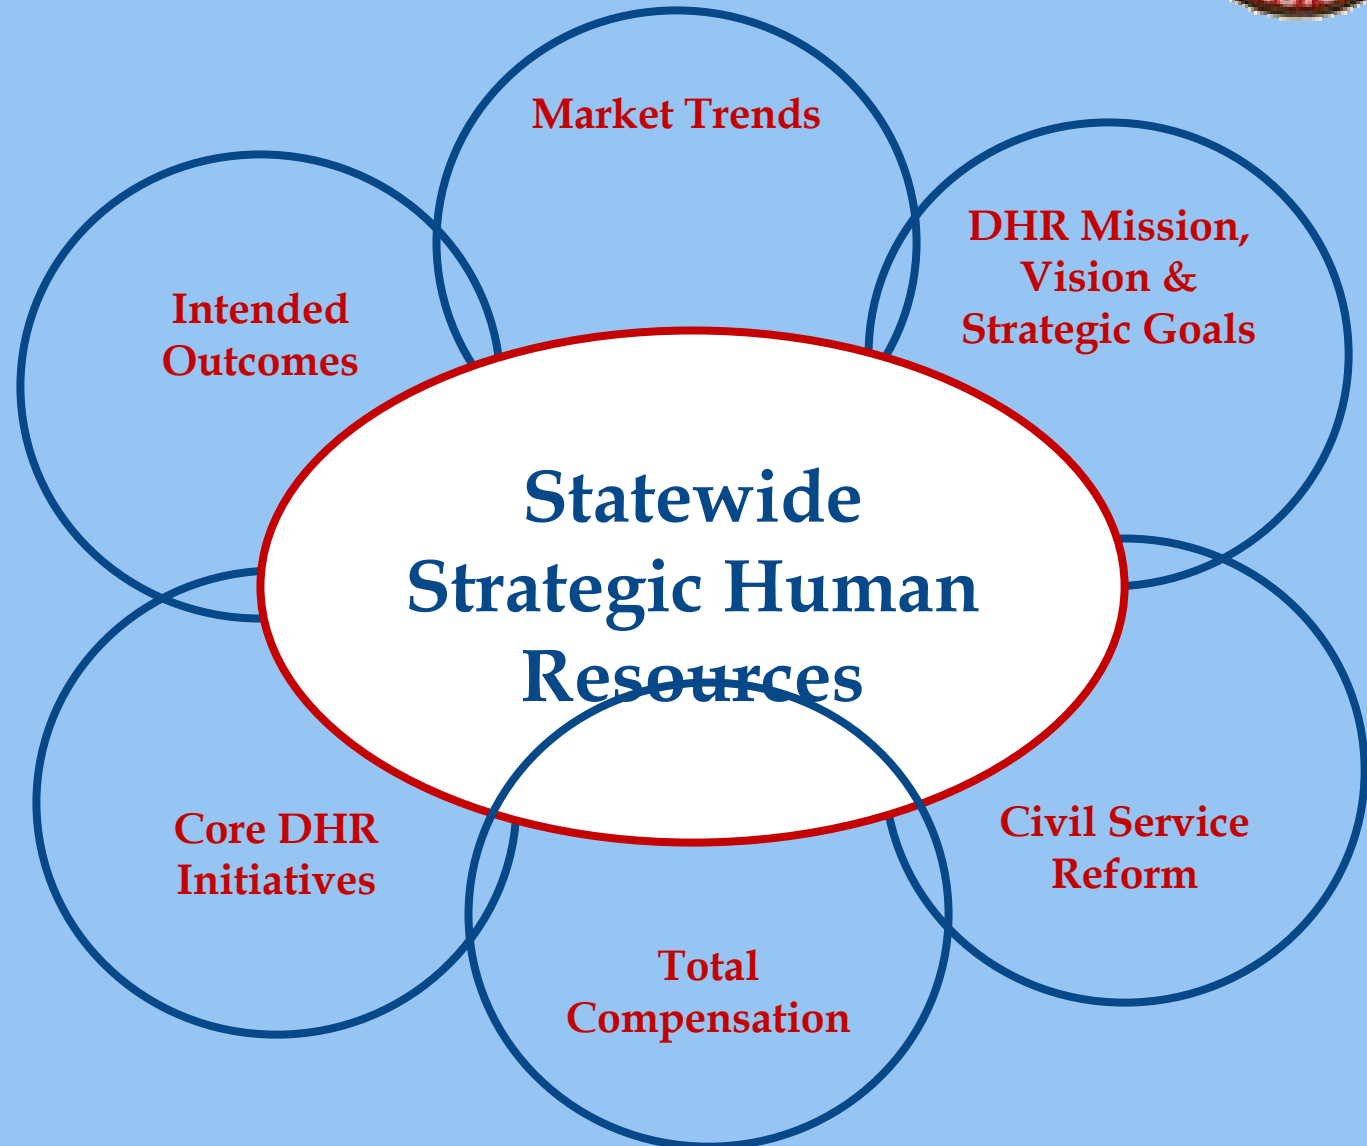 Market Trends
DHR Mission,
Vision &
Strategic Goals
Intended
Outcomes
Statewide
Strategic Human
Resources
Core DHR
Initiatives
Civil Service
Reform
Total
Compensation